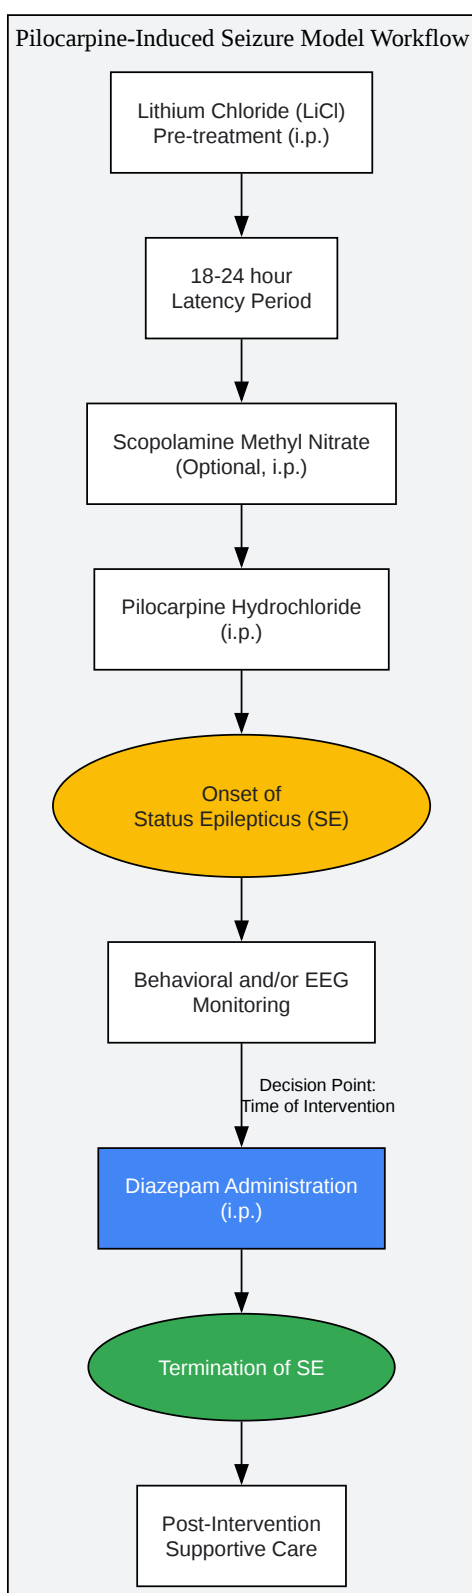 Pilocarpine-Induced Seizure Model Workflow
Lithium Chloride (LiCl)
Pre-treatment (i.p.)
18-24 hour
Latency Period
Scopolamine Methyl Nitrate
(Optional, i.p.)
Pilocarpine Hydrochloride
(i.p.)
Onset of
Status Epilepticus (SE)
Behavioral and/or EEG
Monitoring
Decision Point:
Time of Intervention
Diazepam Administration
(i.p.)
Termination of SE
Post-Intervention
Supportive Care